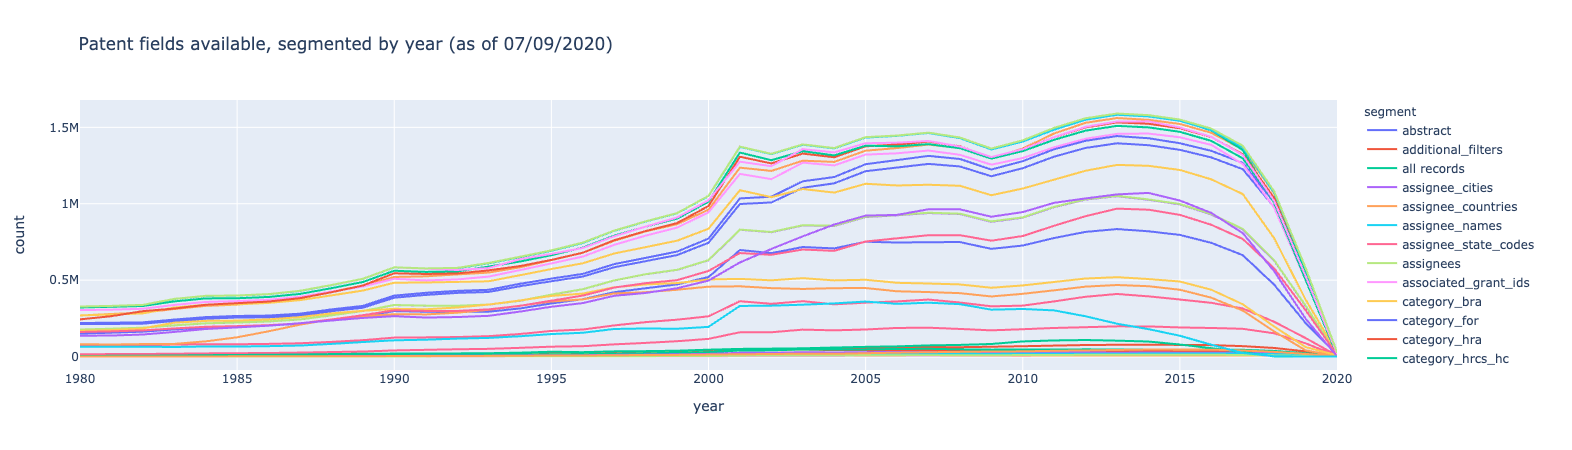 Patent fields available, segmented by year (as of 07/09/2020)
count
1.5M
1M
0.5M
0
1980
1985
1990
1995
2000
2005
2010
2015
2020
year
segment
abstract
additional_filters
all records
assignee_cities
assignee_countries
assignee_names
assignee_state_codes
assignees
associated_grant_ids
category_bra
category_for
category_hra
category_hrcs_hc